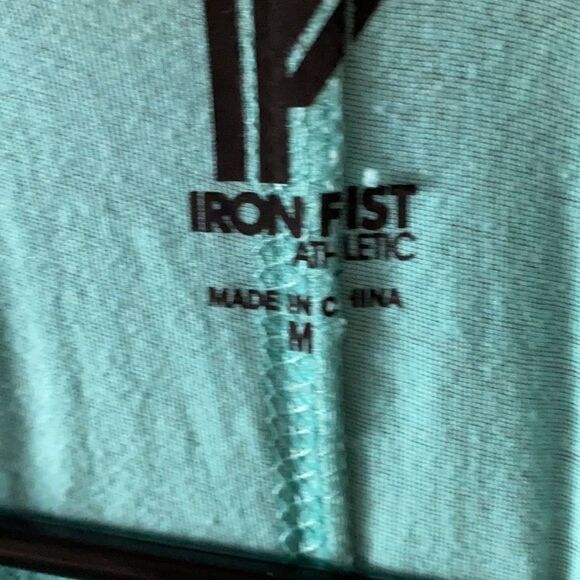 IRON FIST
ATHLETIC
MADE IN CHINA
M